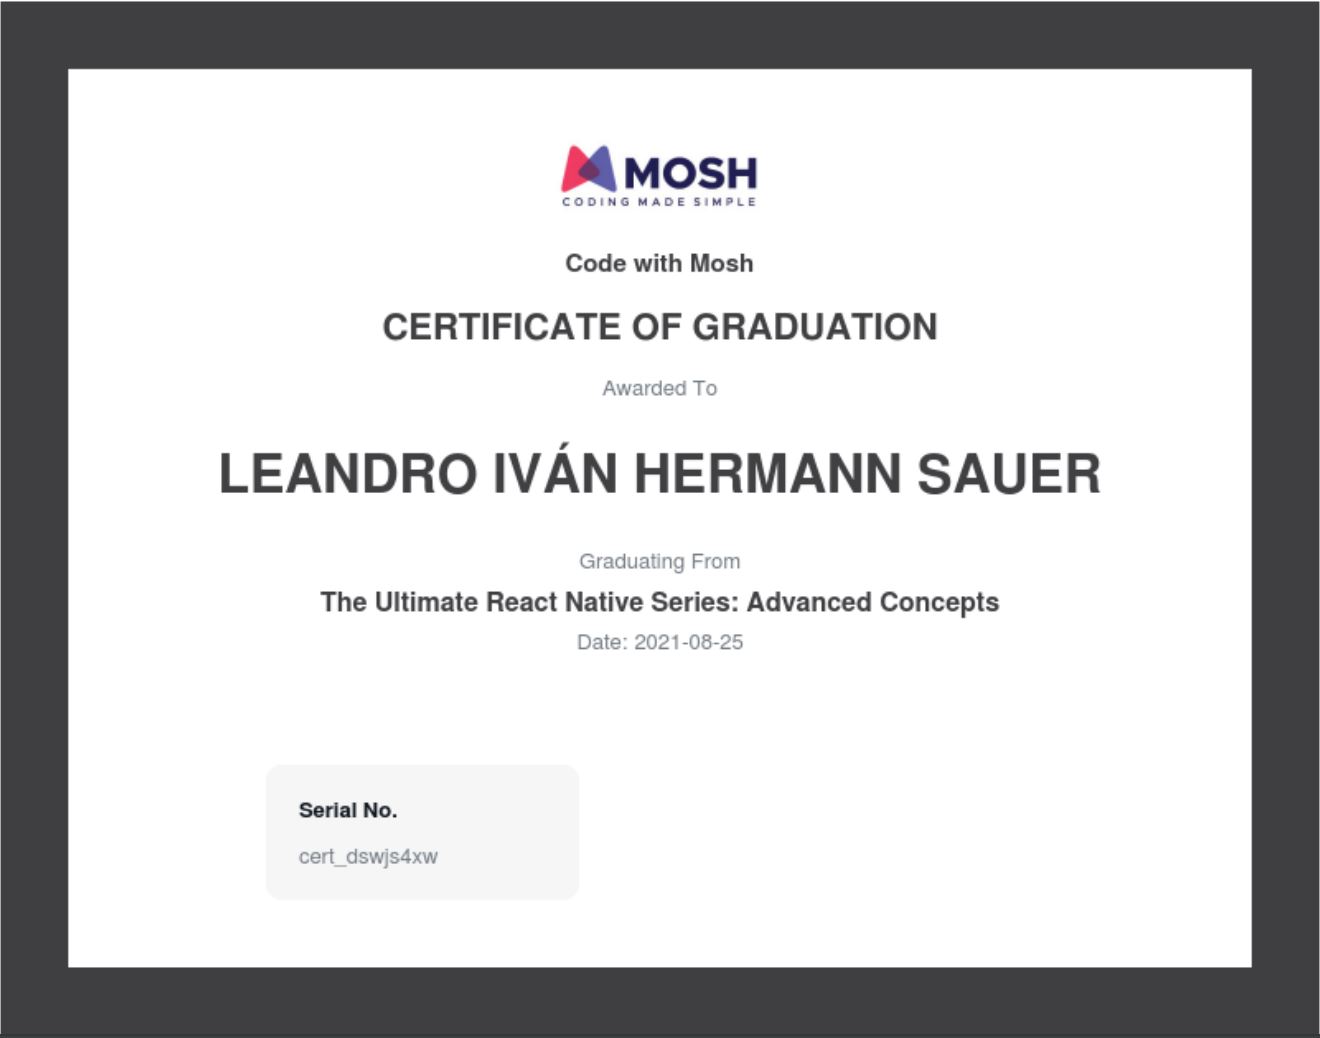 MOSH
CODING MADE SIMPLE
Code with Mosh
CERTIFICATE OF GRADUATION
Awarded To
LEANDRO IVÁN HERMANN SAUER
Graduating From
The Ultimate React Native Series: Advanced Concepts
Date: 2021-08-25
Serial No.
cert_dswjs4xw